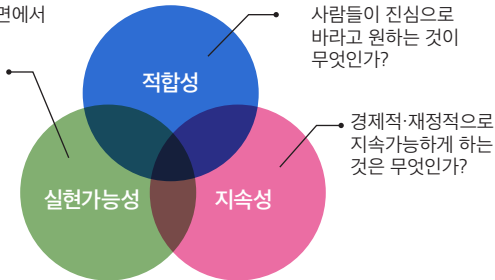 면에서
사람들이 진심으로
바라고 원하는 것이
무엇인가?
적합성
경제적·재정적으로
지속가능하게 하는
것은 무엇인가?
실현가능성
지속성